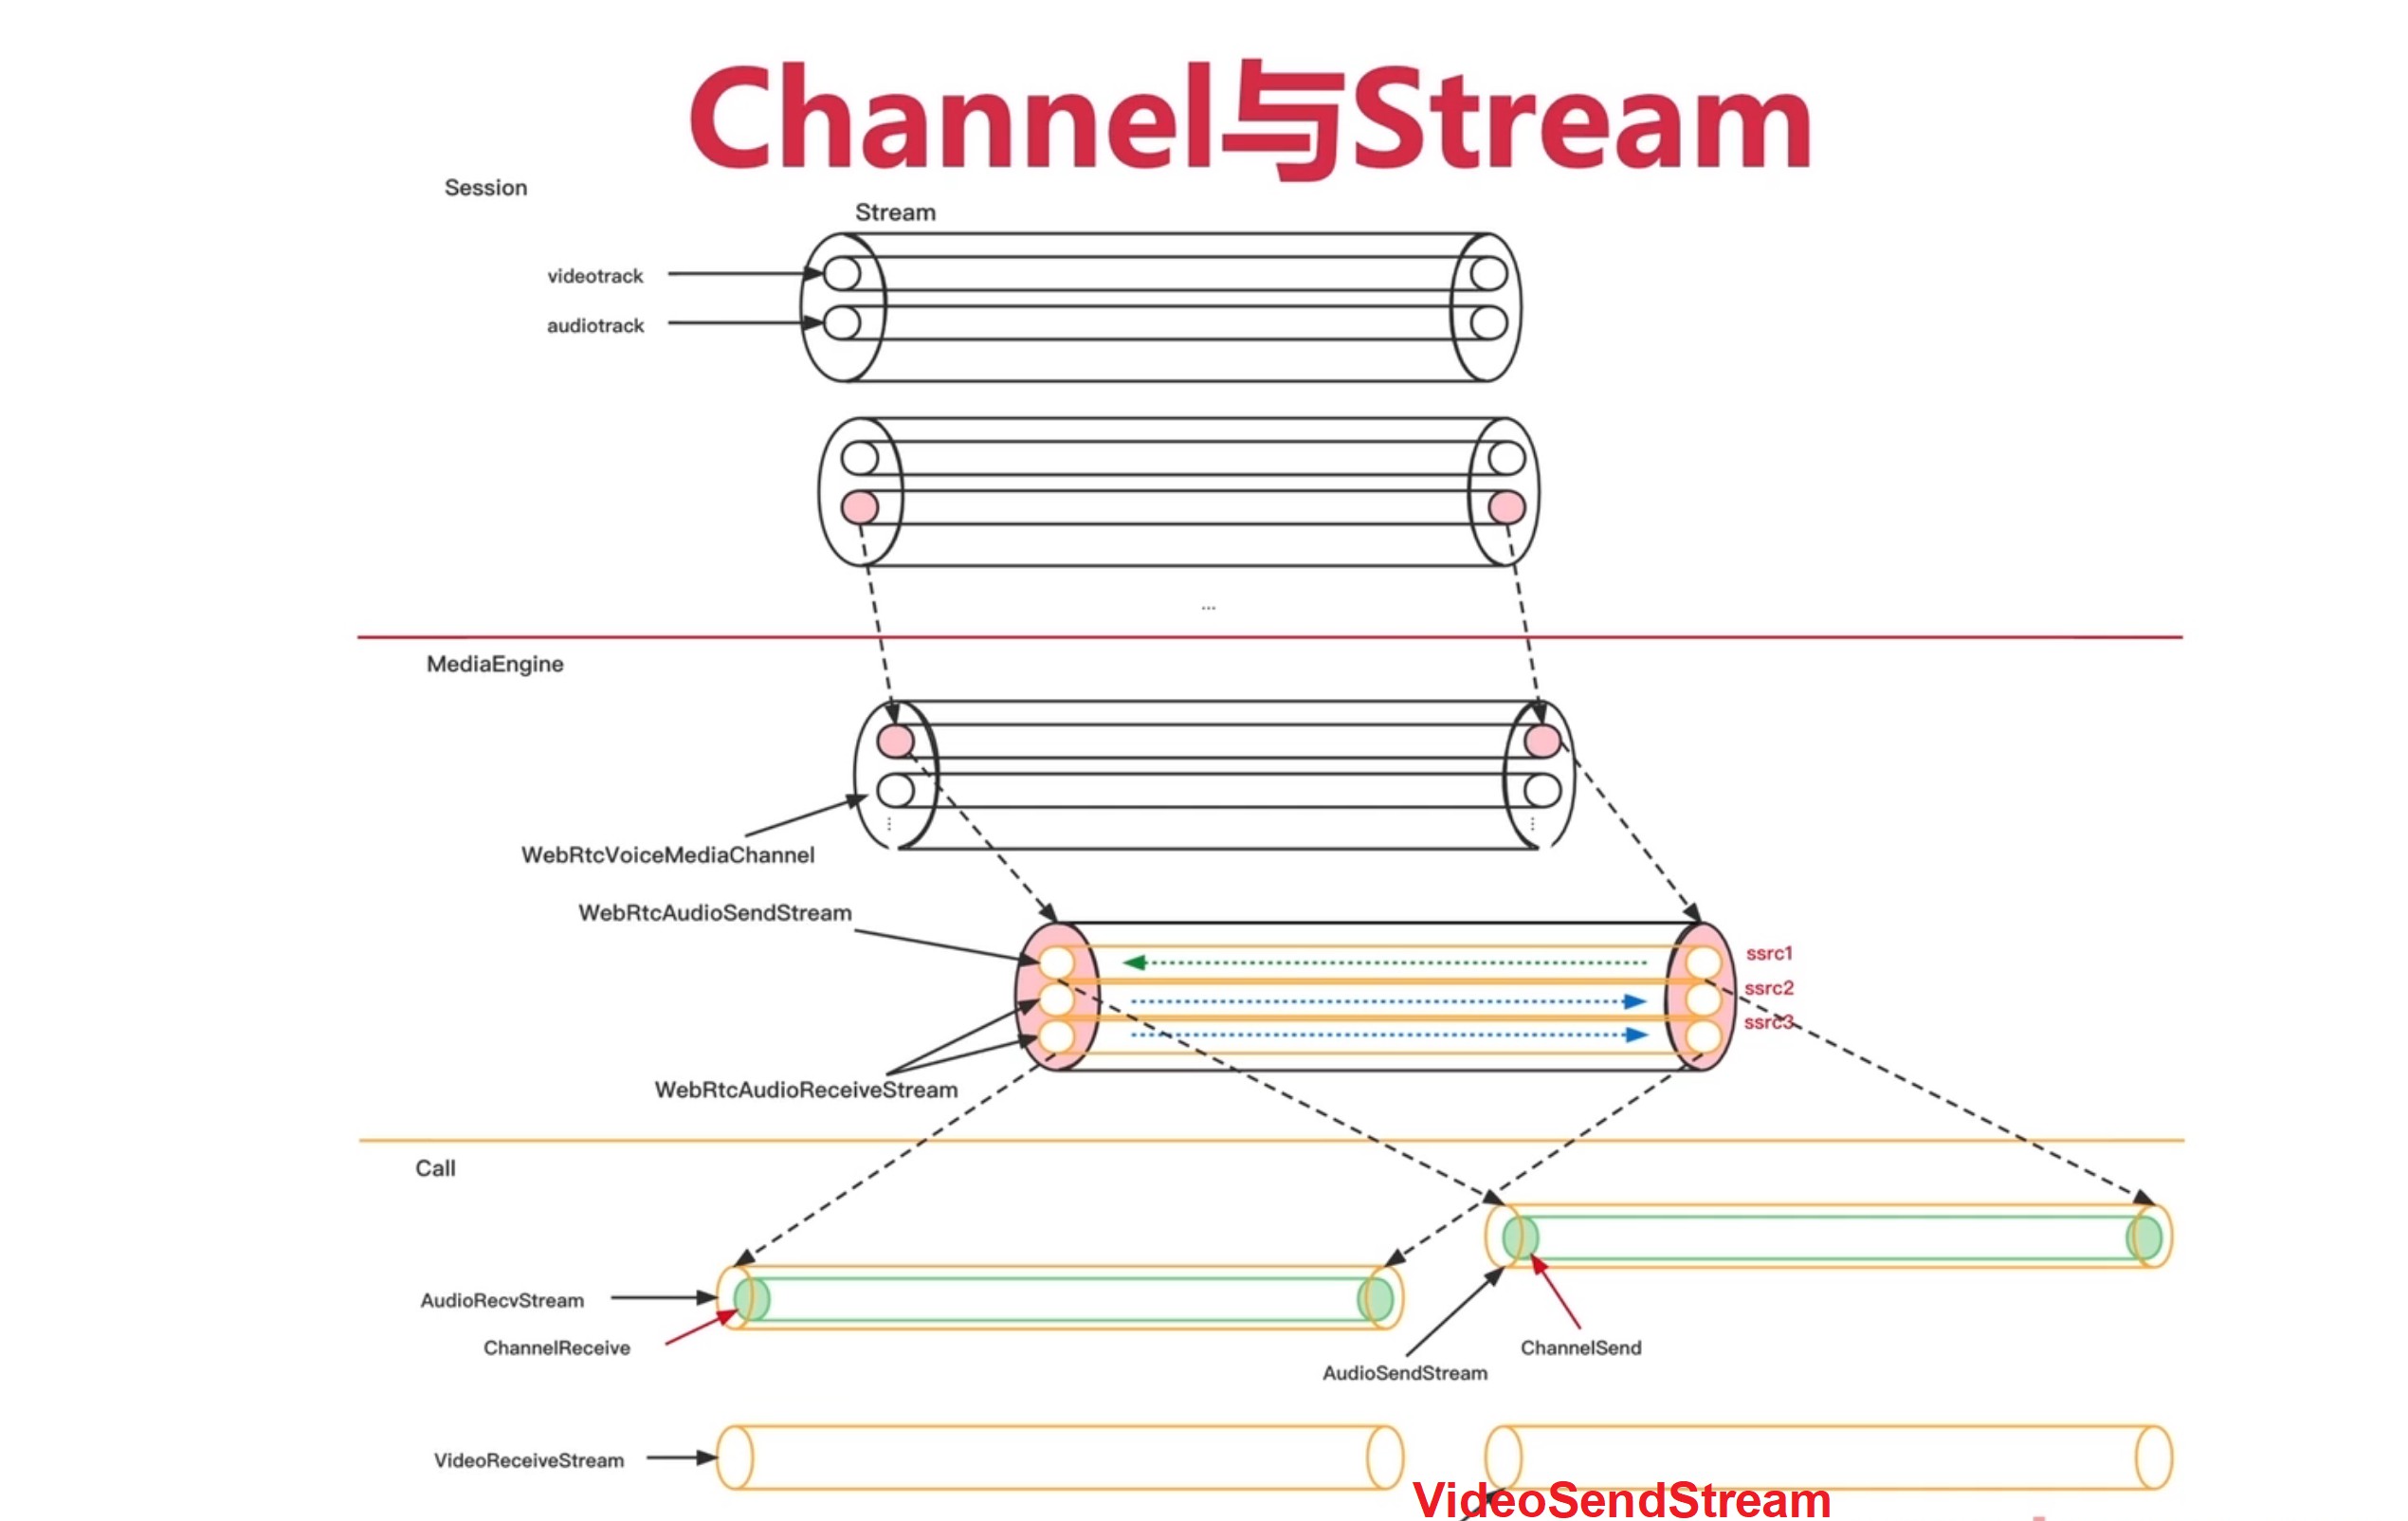 Channel与Stream
Session
Stream
videotrack
audiotrack
...
MediaEngine
WebRtcVoiceMediaChannel
WebRtcAudioSendStream
ssrc1
ssrc2
ssrc3
WebRtcAudioReceiveStream
Call
AudioRecvStream
ChannelReceive
ChannelSend
AudioSendStream
VideoReceiveStream
VideoSendStream